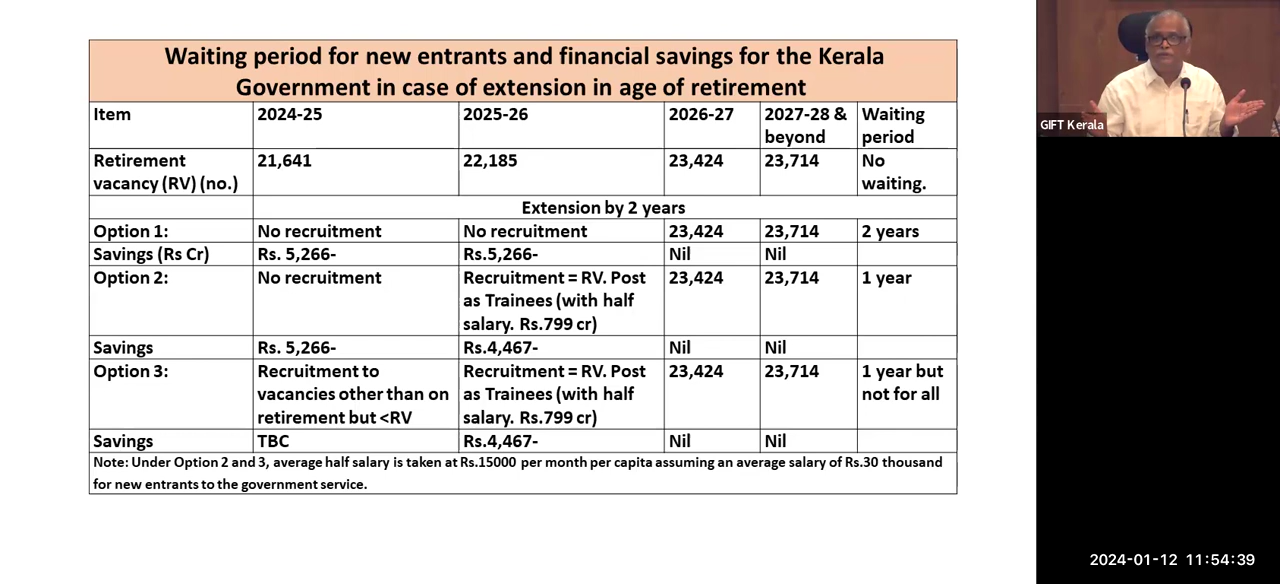 Waiting period for new entrants and financial savings for the Kerala
Government in case of extension in age of retirement
Item 2024-25 2025-26 2026-27 2027-28 & beyond Waiting period
Retirement vacancy (RV) (no.) 21,641 22,185 23,424 23,714 No waiting.
Extension by 2 years
Option 1: No recruitment No recruitment 23,424 23,714 2 years
Savings (Rs Cr) Rs. 5,266- Rs.5,266- Nil Nil
Option 2: No recruitment Recruitment = RV. Post as Trainees (with half salary. Rs.799 cr) 23,424 23,714 1 year
Savings Rs. 5,266- Rs.4,467- Nil Nil
Option 3: Recruitment to vacancies other than on retirement but <RV Recruitment = RV. Post as Trainees (with half salary. Rs.799 cr) 23,424 23,714 1 year but not for all
Savings TBC Rs.4,467- Nil Nil
Note: Under Option 2 and 3, average half salary is taken at Rs.15000 per month per capita assuming an average salary of Rs.30 thousand
for new entrants to the government service.
GIFT Kerala
2024-01-12 11:54:39